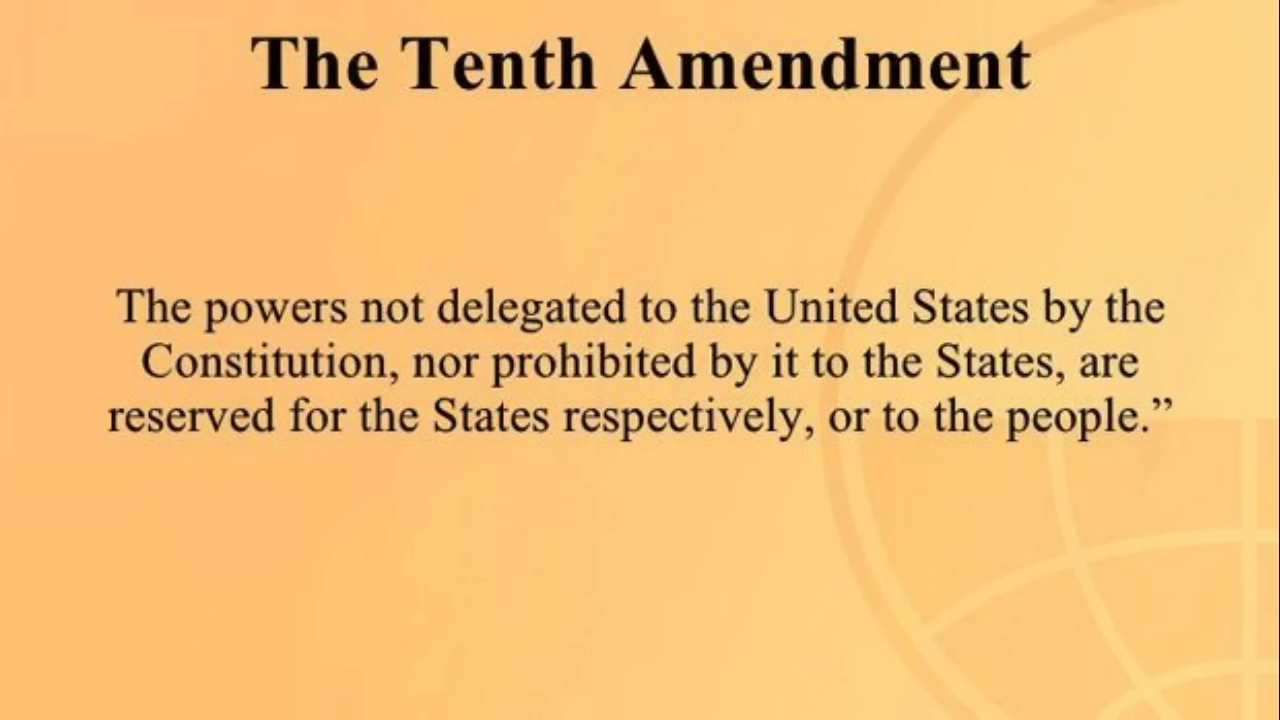 The Tenth Amendment
The powers not delegated to the United States by the
Constitution, nor prohibited by it to the States, are
reserved for the States respectively, or to the people.”